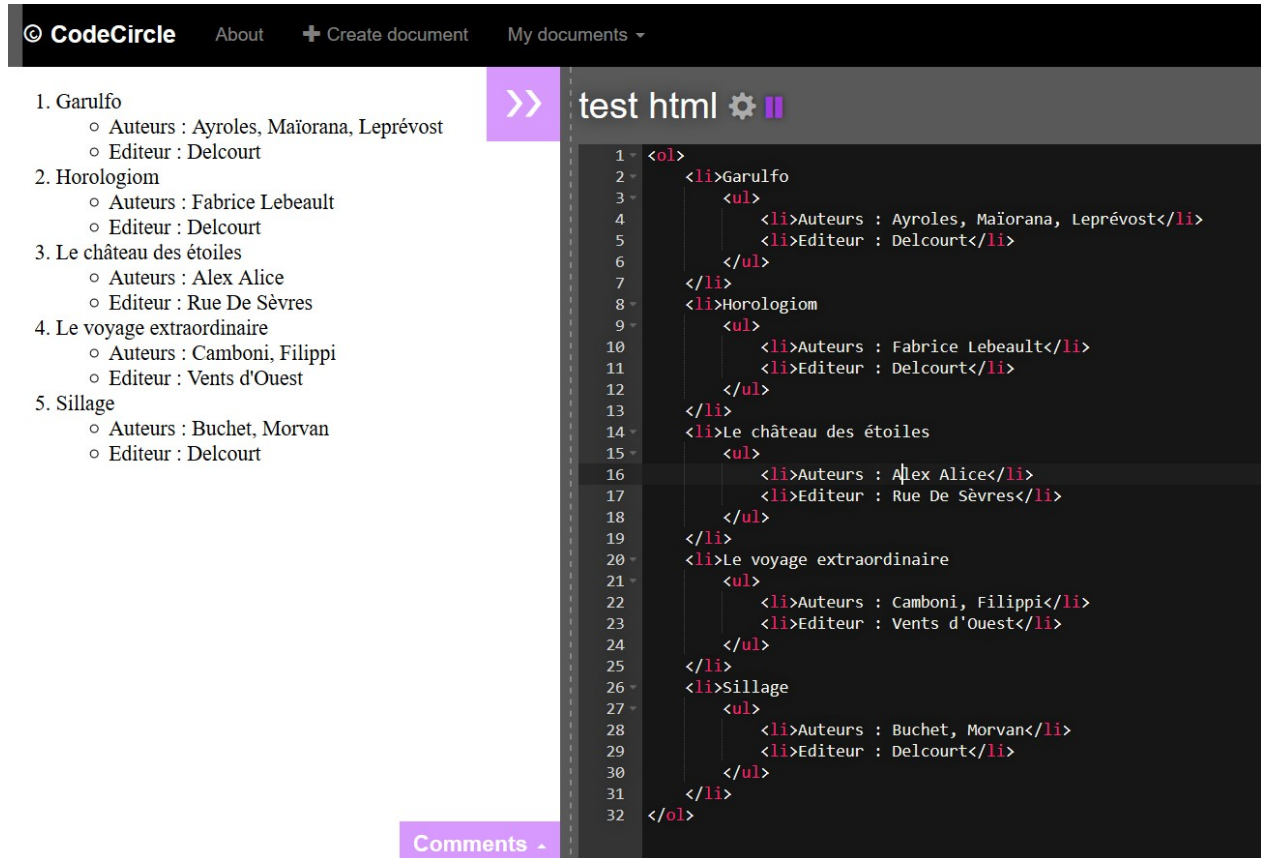 © CodeCircle About + Create document My documents
1. Garulfo
○ Auteurs : Ayroles, Maïorana, Leprévost
○ Editeur : Delcourt
2. Horologiom
○ Auteurs : Fabrice Lebeault
○ Editeur : Delcourt
3. Le château des étoiles
○ Auteurs : Alex Alice
○ Editeur : Rue De Sèvres
4. Le voyage extraordinaire
○ Auteurs : Camboni, Filippi
○ Editeur : Vents d'Ouest
5. Sillage
○ Auteurs : Buchet, Morvan
○ Editeur : Delcourt
Comments
test html
1 <ol>
2 <li>Garulfo
3 <ul>
4 <li>Auteurs : Ayroles, Maïorana, Leprévost</li>
5 <li>Editeur : Delcourt</li>
6 </ul>
7 </li>
8 <li>Horologiom
9 <ul>
10 <li>Auteurs : Fabrice Lebeault</li>
11 <li>Editeur : Delcourt</li>
12 </ul>
13 </li>
14 <li>Le château des étoiles
15 <ul>
16 <li>Auteurs : Alex Alice</li>
17 <li>Editeur : Rue De Sèvres</li>
18 </ul>
19 </li>
20 <li>Le voyage extraordinaire
21 <ul>
22 <li>Auteurs : Camboni, Filippi</li>
23 <li>Editeur : Vents d'Ouest</li>
24 </ul>
25 </li>
26 <li>Sillage
27 <ul>
28 <li>Auteurs : Buchet, Morvan</li>
29 <li>Editeur : Delcourt</li>
30 </ul>
31 </li>
32 </ol>